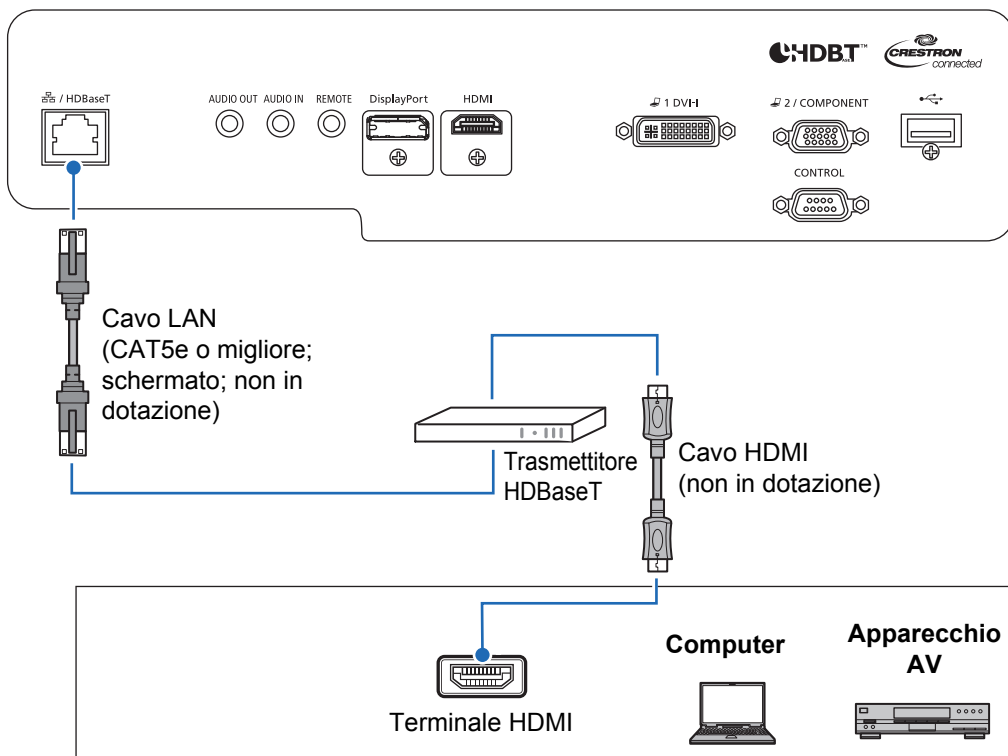 HDBT™
CRESTRON
connected
/ HDBaseT
AUDIO OUT AUDIO IN REMOTE DisplayPort HDMI
1 DVI-I
2 / COMPONENT
CONTROL
Cavo LAN
(CAT5e o migliore;
schermato; non in
dotazione)
Trasmettitore
HDBaseT
Cavo HDMI
(non in dotazione)
Computer
Apparecchio
AV
Terminale HDMI